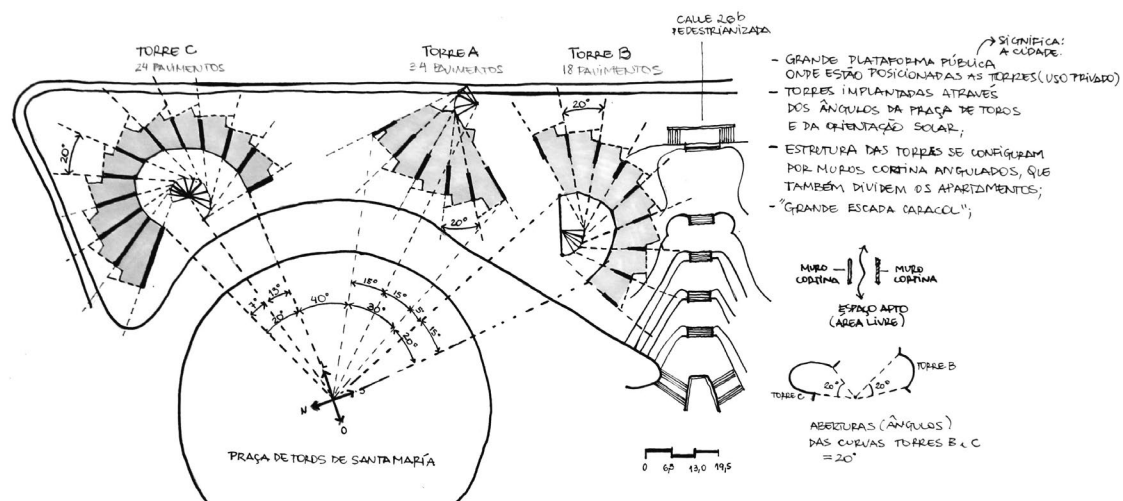 TORRE C
24 PAVIMENTOS
TORRE A
34 PAVIMENTOS
TORRE B
18 PAVIMENTOS
CALLE 26b
PEDESTRIANIZADA
SIGNIFICA:
A CIDADE.
- GRANDE PLATAFORMA PÚBLICA
ONDE ESTÃO POSICIONADAS AS TORRES (USO PRIVADO)
- TORRES IMPLANTADAS ATRAVÉS
DOS ÂNGULOS DA PRAÇA DE TOROS
E DA ORIENTAÇÃO SOLAR;
- ESTRUTURA DAS TORRES SE CONFIGURAM
POR MUROS CORTINA ANGULADOS, QUE
TAMBÉM DIVIDEM OS APARTAMENTOS;
- "GRANDE ESCADA CARACOL";
20°
20°
20°
MURO
CORTINA
MURO
CORTINA
ESPAÇO APTO
(ÁREA LIVRE)
13°
20°
40°
15°
15°
5°
30°
15°
20°
N
S
O
PRAÇA DE TOROS DE SANTAMARÍA
TORRE B
TORRE C
20°
20°
ABERTURAS (ÂNGULOS)
DAS CURVAS TORRES B e C
= 20°
0 6,5 13,0 19,5